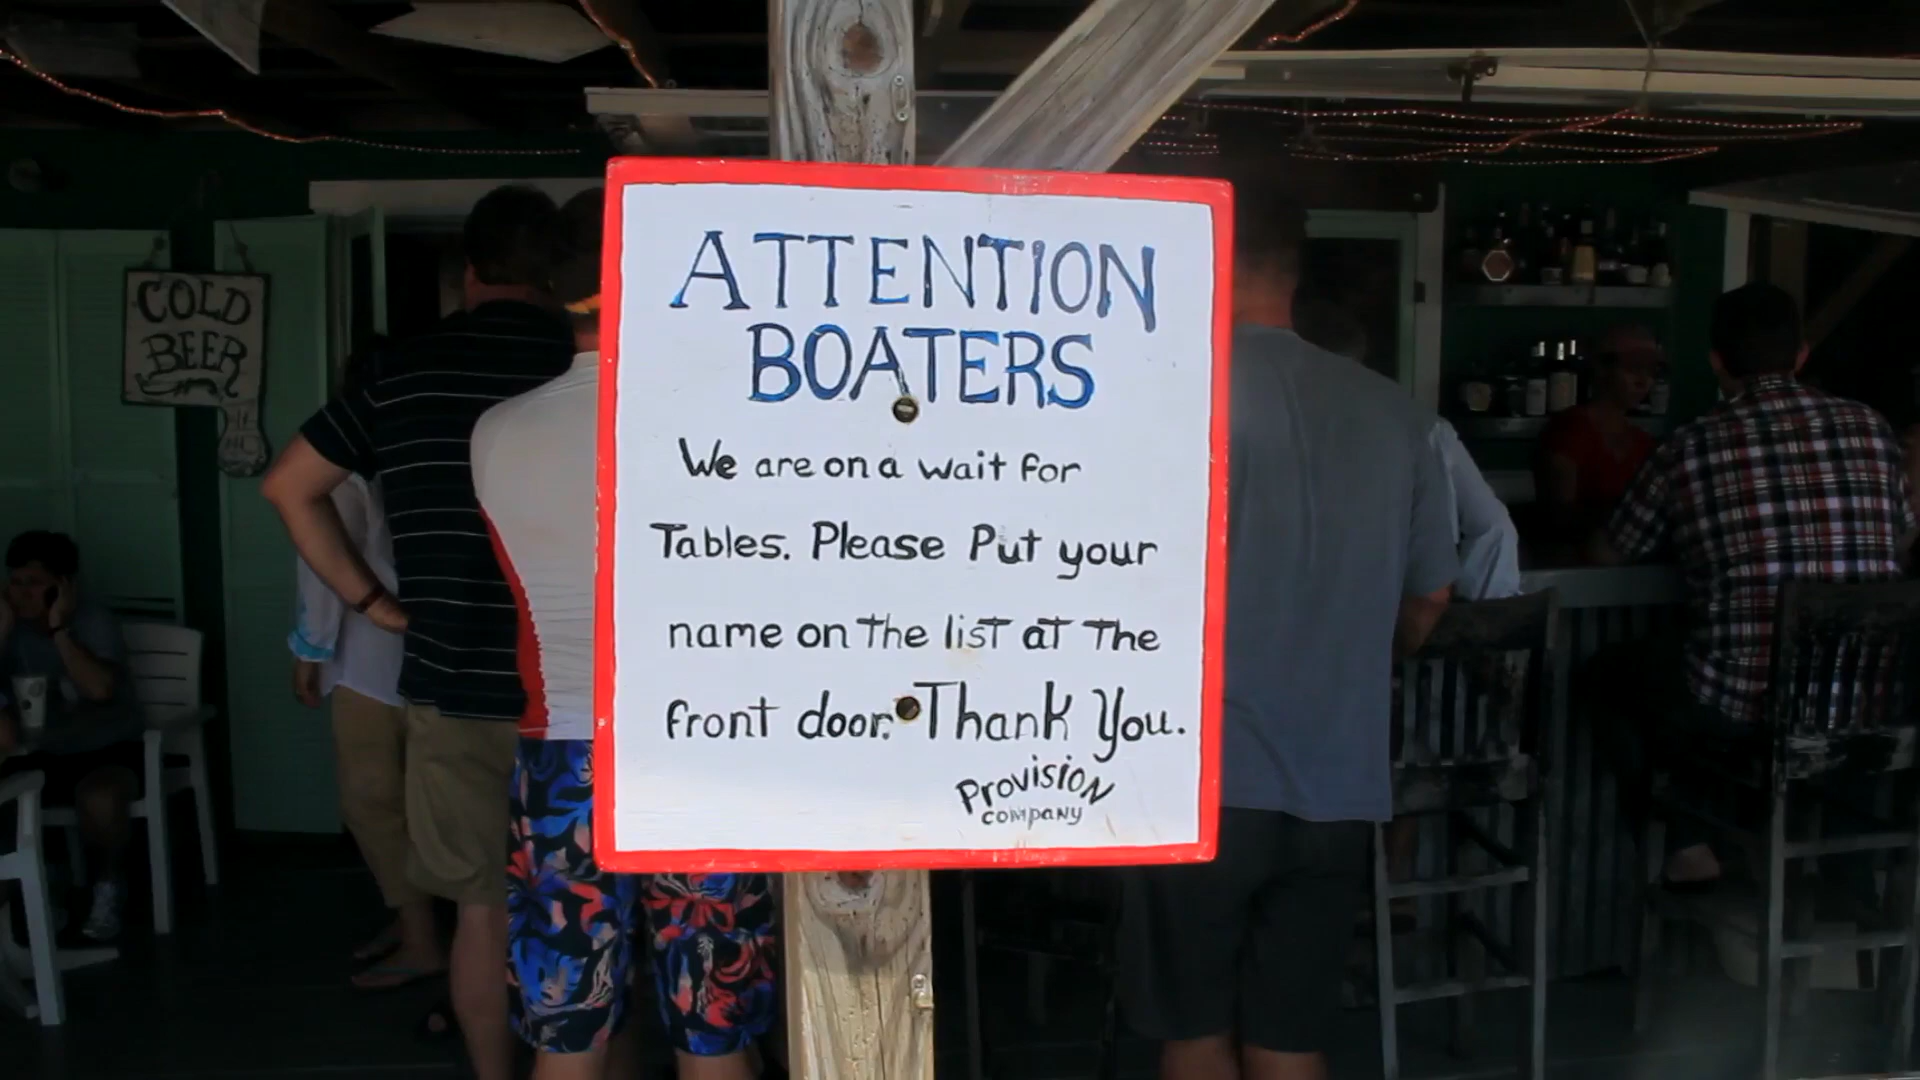 COLD
BEER
ATTENTION
BOATERS
We are on a wait for
Tables. Please Put your
name on the list at the
front door. Thank You.
Provision
company